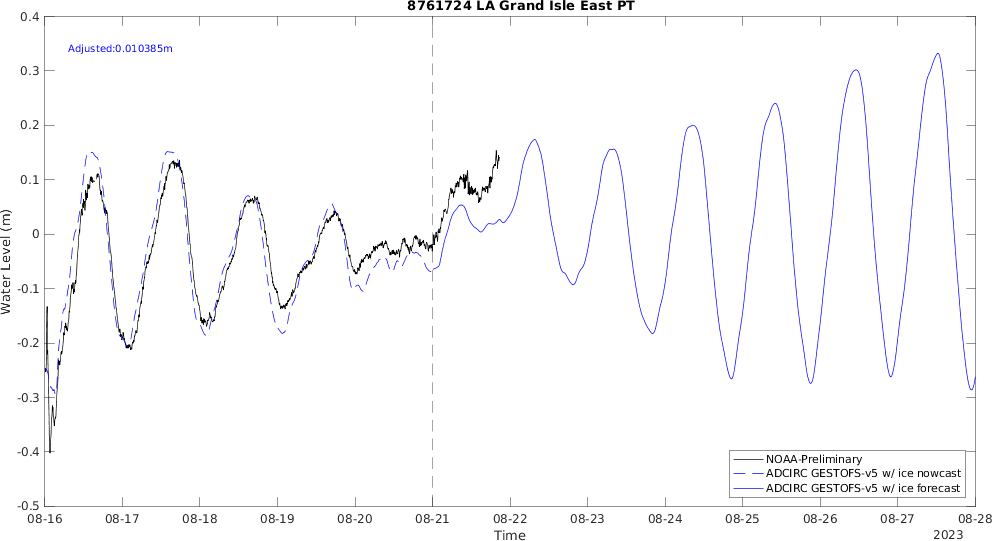 8761724 LA Grand Isle East PT
Adjusted:0.010385m
0.4
0.3
0.2
0.1
0
-0.1
-0.2
-0.3
-0.4
-0.5
Water Level (m)
NOAA-Preliminary
ADCIRC GESTOFS-v5 w/ ice nowcast
ADCIRC GESTOFS-v5 w/ ice forecast
08-16 08-17 08-18 08-19 08-20 08-21 08-22 08-23 08-24 08-25 08-26 08-27 08-28
Time
2023